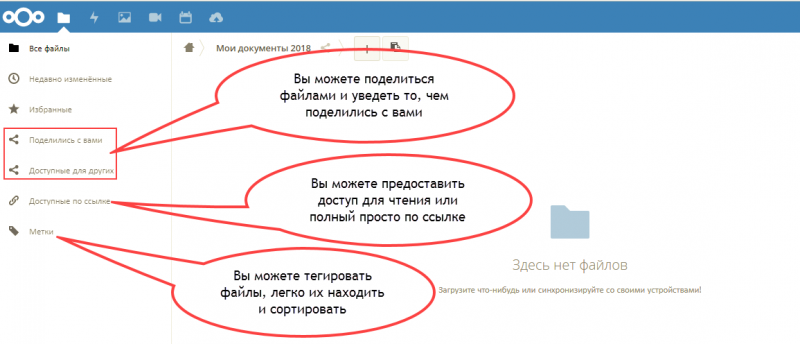 Все файлы
Недавно изменённые
Избранные
Поделились с вами
Доступные для других
Доступные по ссылке
Метки
Мои документы 2018
+
Вы можете поделиться
файлами и уведеть то, чем
поделились с вами
Вы можете предоставить
доступ для чтения или
полный просто по ссылке
Вы можете тегировать
файлы, легко их находить
и сортировать
Здесь нет файлов
Загрузите что-нибудь или синхронизируйте со своими устройствами!